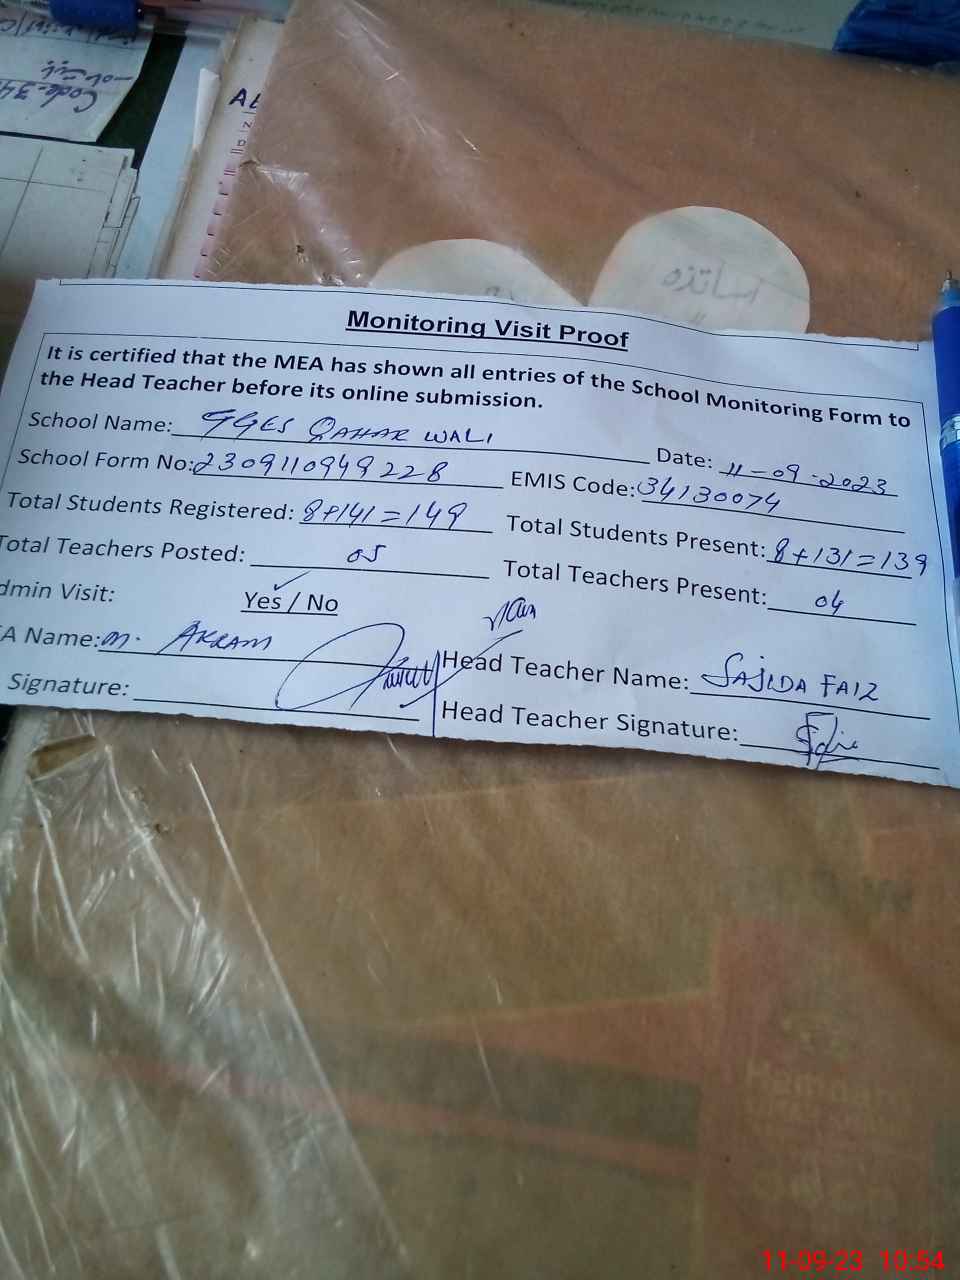 AL
اساتذہ
Monitoring Visit Proof
It is certified that the MEA has shown all entries of the School Monitoring Form to
the Head Teacher before its online submission.
School Name: GGES QAHAR WALI
Date: 11-09-2023
School Form No: 2309110949228 EMIS Code: 34130074
Total Students Registered: 8+141=149 Total Students Present: 8+131=139
Total Teachers Posted: 05 Total Teachers Present: 04
dmin Visit: Yes / No
A Name: M. AKRAM Head Teacher Name: SAJIDA FAIZ
Signature: Head Teacher Signature:
Hamdard
11-09-23 10:54